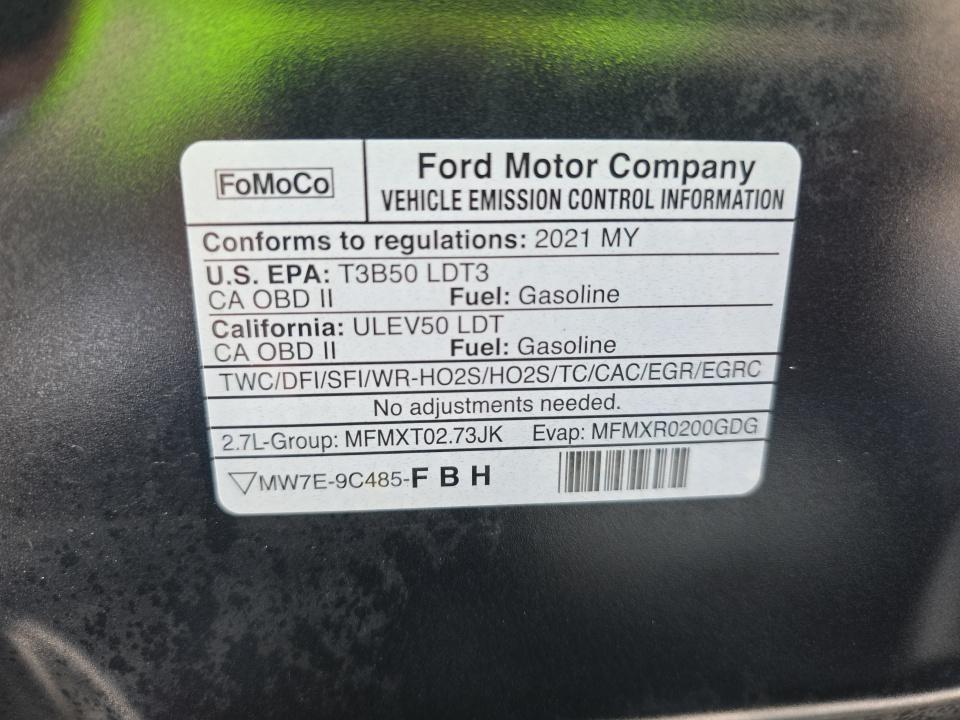 FoMoCo
Ford Motor Company
VEHICLE EMISSION CONTROL INFORMATION
Conforms to regulations: 2021 MY
U.S. EPA: T3B50 LDT3
CA OBD II Fuel: Gasoline
California: ULEV50 LDT
CA OBD II Fuel: Gasoline
TWC/DFI/SFI/WR-HO2S/HO2S/TC/CAC/EGR/EGRC
No adjustments needed.
2.7L-Group: MFMXT02.73JK Evap: MFMXR0200GDG
MW7E-9C485-F B H